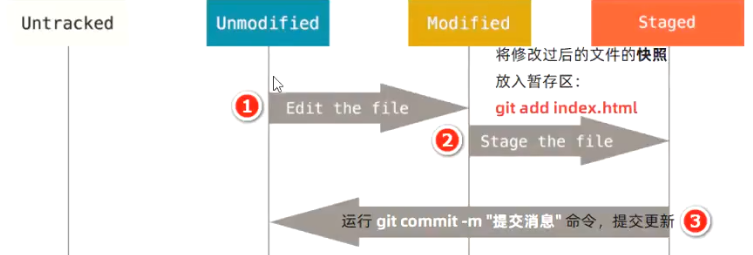 Untracked Unmodified Modified Staged
将修改过后的文件的快照
放入暂存区:
git add index.html
1 Edit the file
2 Stage the file
运行 git commit -m "提交消息" 命令，提交更新 3